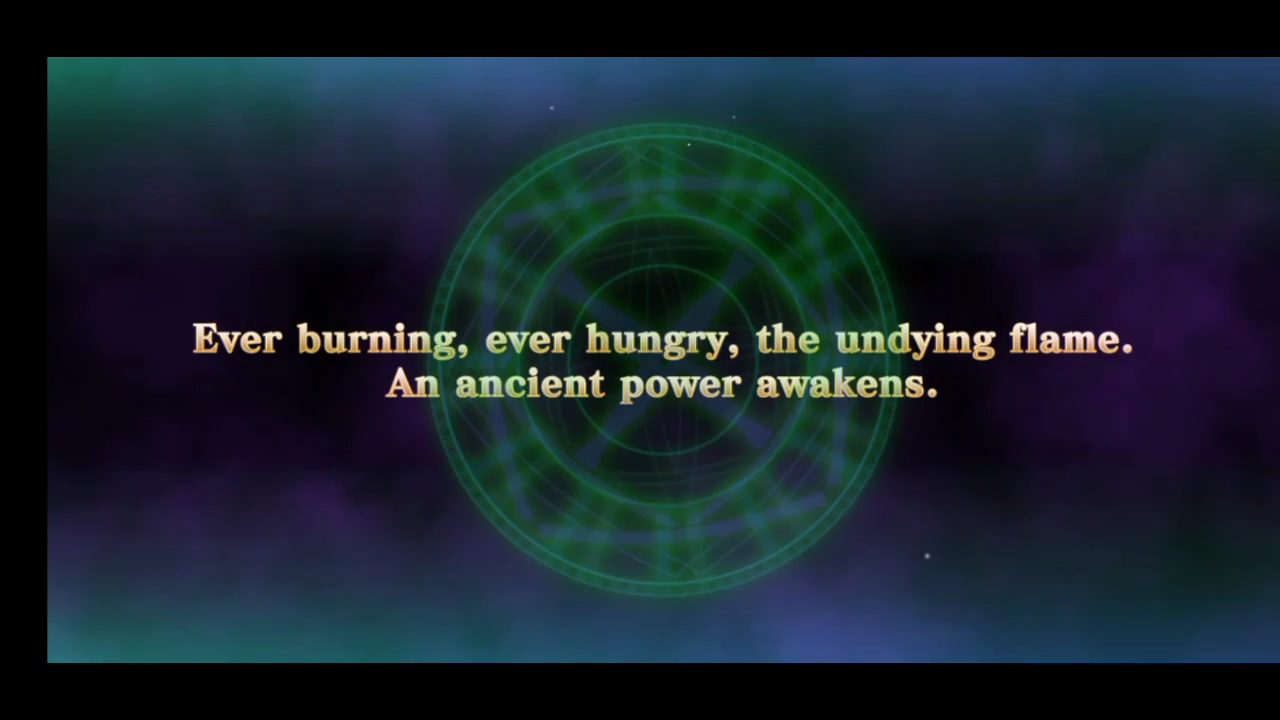 Ever burning, ever hungry, the undying flame.
An ancient power awakens.